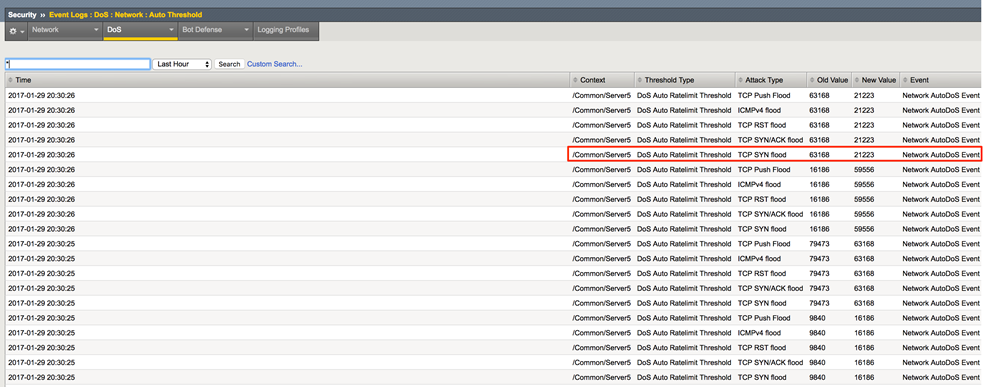 Security ›› Event Logs : DoS : Network : Auto Threshold
Network DoS Bot Defense Logging Profiles
* Last Hour Search Custom Search...
Time Context Threshold Type Attack Type Old Value New Value Event
2017-01-29 20:30:26 /Common/Server5 DoS Auto Ratelimit Threshold TCP Push Flood 63168 21223 Network AutoDoS Event
2017-01-29 20:30:26 /Common/Server5 DoS Auto Ratelimit Threshold ICMPv4 flood 63168 21223 Network AutoDoS Event
2017-01-29 20:30:26 /Common/Server5 DoS Auto Ratelimit Threshold TCP RST flood 63168 21223 Network AutoDoS Event
2017-01-29 20:30:26 /Common/Server5 DoS Auto Ratelimit Threshold TCP SYN/ACK flood 63168 21223 Network AutoDoS Event
2017-01-29 20:30:26 /Common/Server5 DoS Auto Ratelimit Threshold TCP SYN flood 63168 21223 Network AutoDoS Event
2017-01-29 20:30:26 /Common/Server5 DoS Auto Ratelimit Threshold TCP Push Flood 16186 59556 Network AutoDoS Event
2017-01-29 20:30:26 /Common/Server5 DoS Auto Ratelimit Threshold ICMPv4 flood 16186 59556 Network AutoDoS Event
2017-01-29 20:30:26 /Common/Server5 DoS Auto Ratelimit Threshold TCP RST flood 16186 59556 Network AutoDoS Event
2017-01-29 20:30:26 /Common/Server5 DoS Auto Ratelimit Threshold TCP SYN/ACK flood 16186 59556 Network AutoDoS Event
2017-01-29 20:30:26 /Common/Server5 DoS Auto Ratelimit Threshold TCP SYN flood 16186 59556 Network AutoDoS Event
2017-01-29 20:30:25 /Common/Server5 DoS Auto Ratelimit Threshold TCP Push Flood 79473 63168 Network AutoDoS Event
2017-01-29 20:30:25 /Common/Server5 DoS Auto Ratelimit Threshold ICMPv4 flood 79473 63168 Network AutoDoS Event
2017-01-29 20:30:25 /Common/Server5 DoS Auto Ratelimit Threshold TCP RST flood 79473 63168 Network AutoDoS Event
2017-01-29 20:30:25 /Common/Server5 DoS Auto Ratelimit Threshold TCP SYN/ACK flood 79473 63168 Network AutoDoS Event
2017-01-29 20:30:25 /Common/Server5 DoS Auto Ratelimit Threshold TCP SYN flood 79473 63168 Network AutoDoS Event
2017-01-29 20:30:25 /Common/Server5 DoS Auto Ratelimit Threshold TCP Push Flood 9840 16186 Network AutoDoS Event
2017-01-29 20:30:25 /Common/Server5 DoS Auto Ratelimit Threshold ICMPv4 flood 9840 16186 Network AutoDoS Event
2017-01-29 20:30:25 /Common/Server5 DoS Auto Ratelimit Threshold TCP RST flood 9840 16186 Network AutoDoS Event
2017-01-29 20:30:25 /Common/Server5 DoS Auto Ratelimit Threshold TCP SYN/ACK flood 9840 16186 Network AutoDoS Event
2017-01-29 20:30:25 /Common/Server5 DoS Auto Ratelimit Threshold TCP SYN flood 9840 16186 Network AutoDoS Event